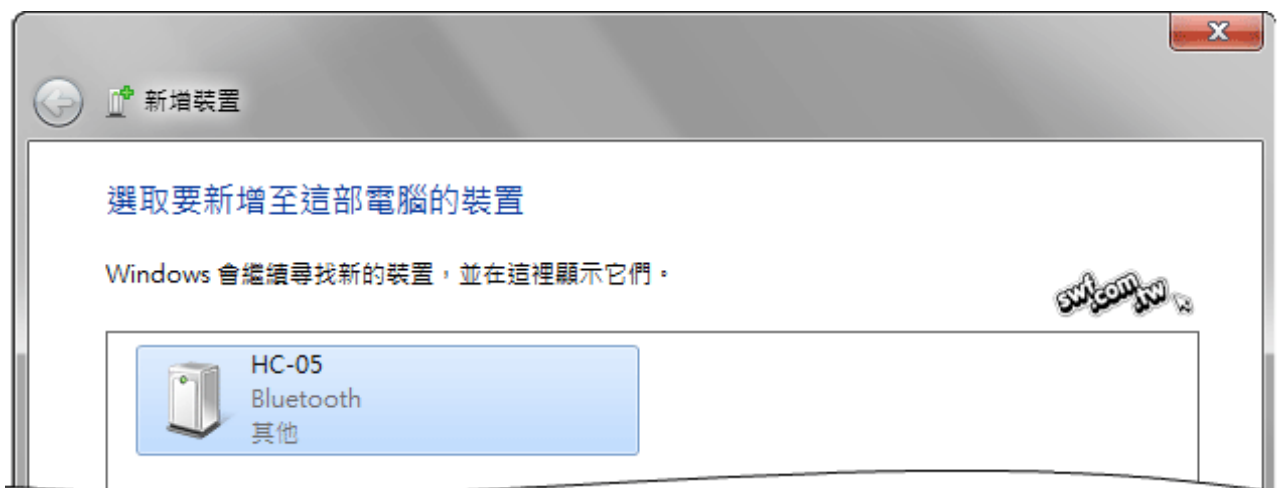 新增裝置
選取要新增至這部電腦的裝置
Windows 會繼續尋找新的裝置，並在這裡顯示它們。
swf.com.tw
HC-05
Bluetooth
其他